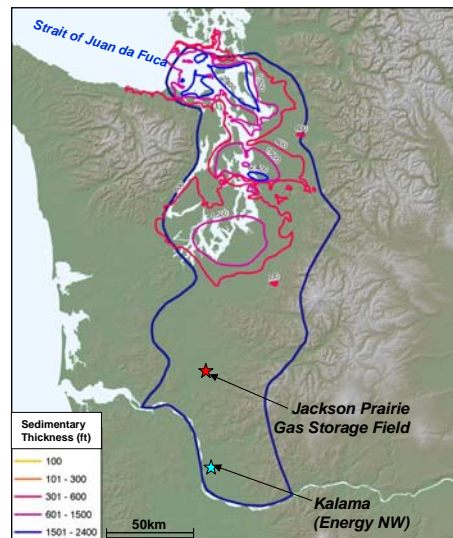 Strait of Juan da Fuca
Jackson Prairie
Gas Storage Field
Kalama
(Energy NW)
Sedimentary
Thickness (ft)
100
101 - 300
301 - 600
601 - 1500
1501 - 2400
50km